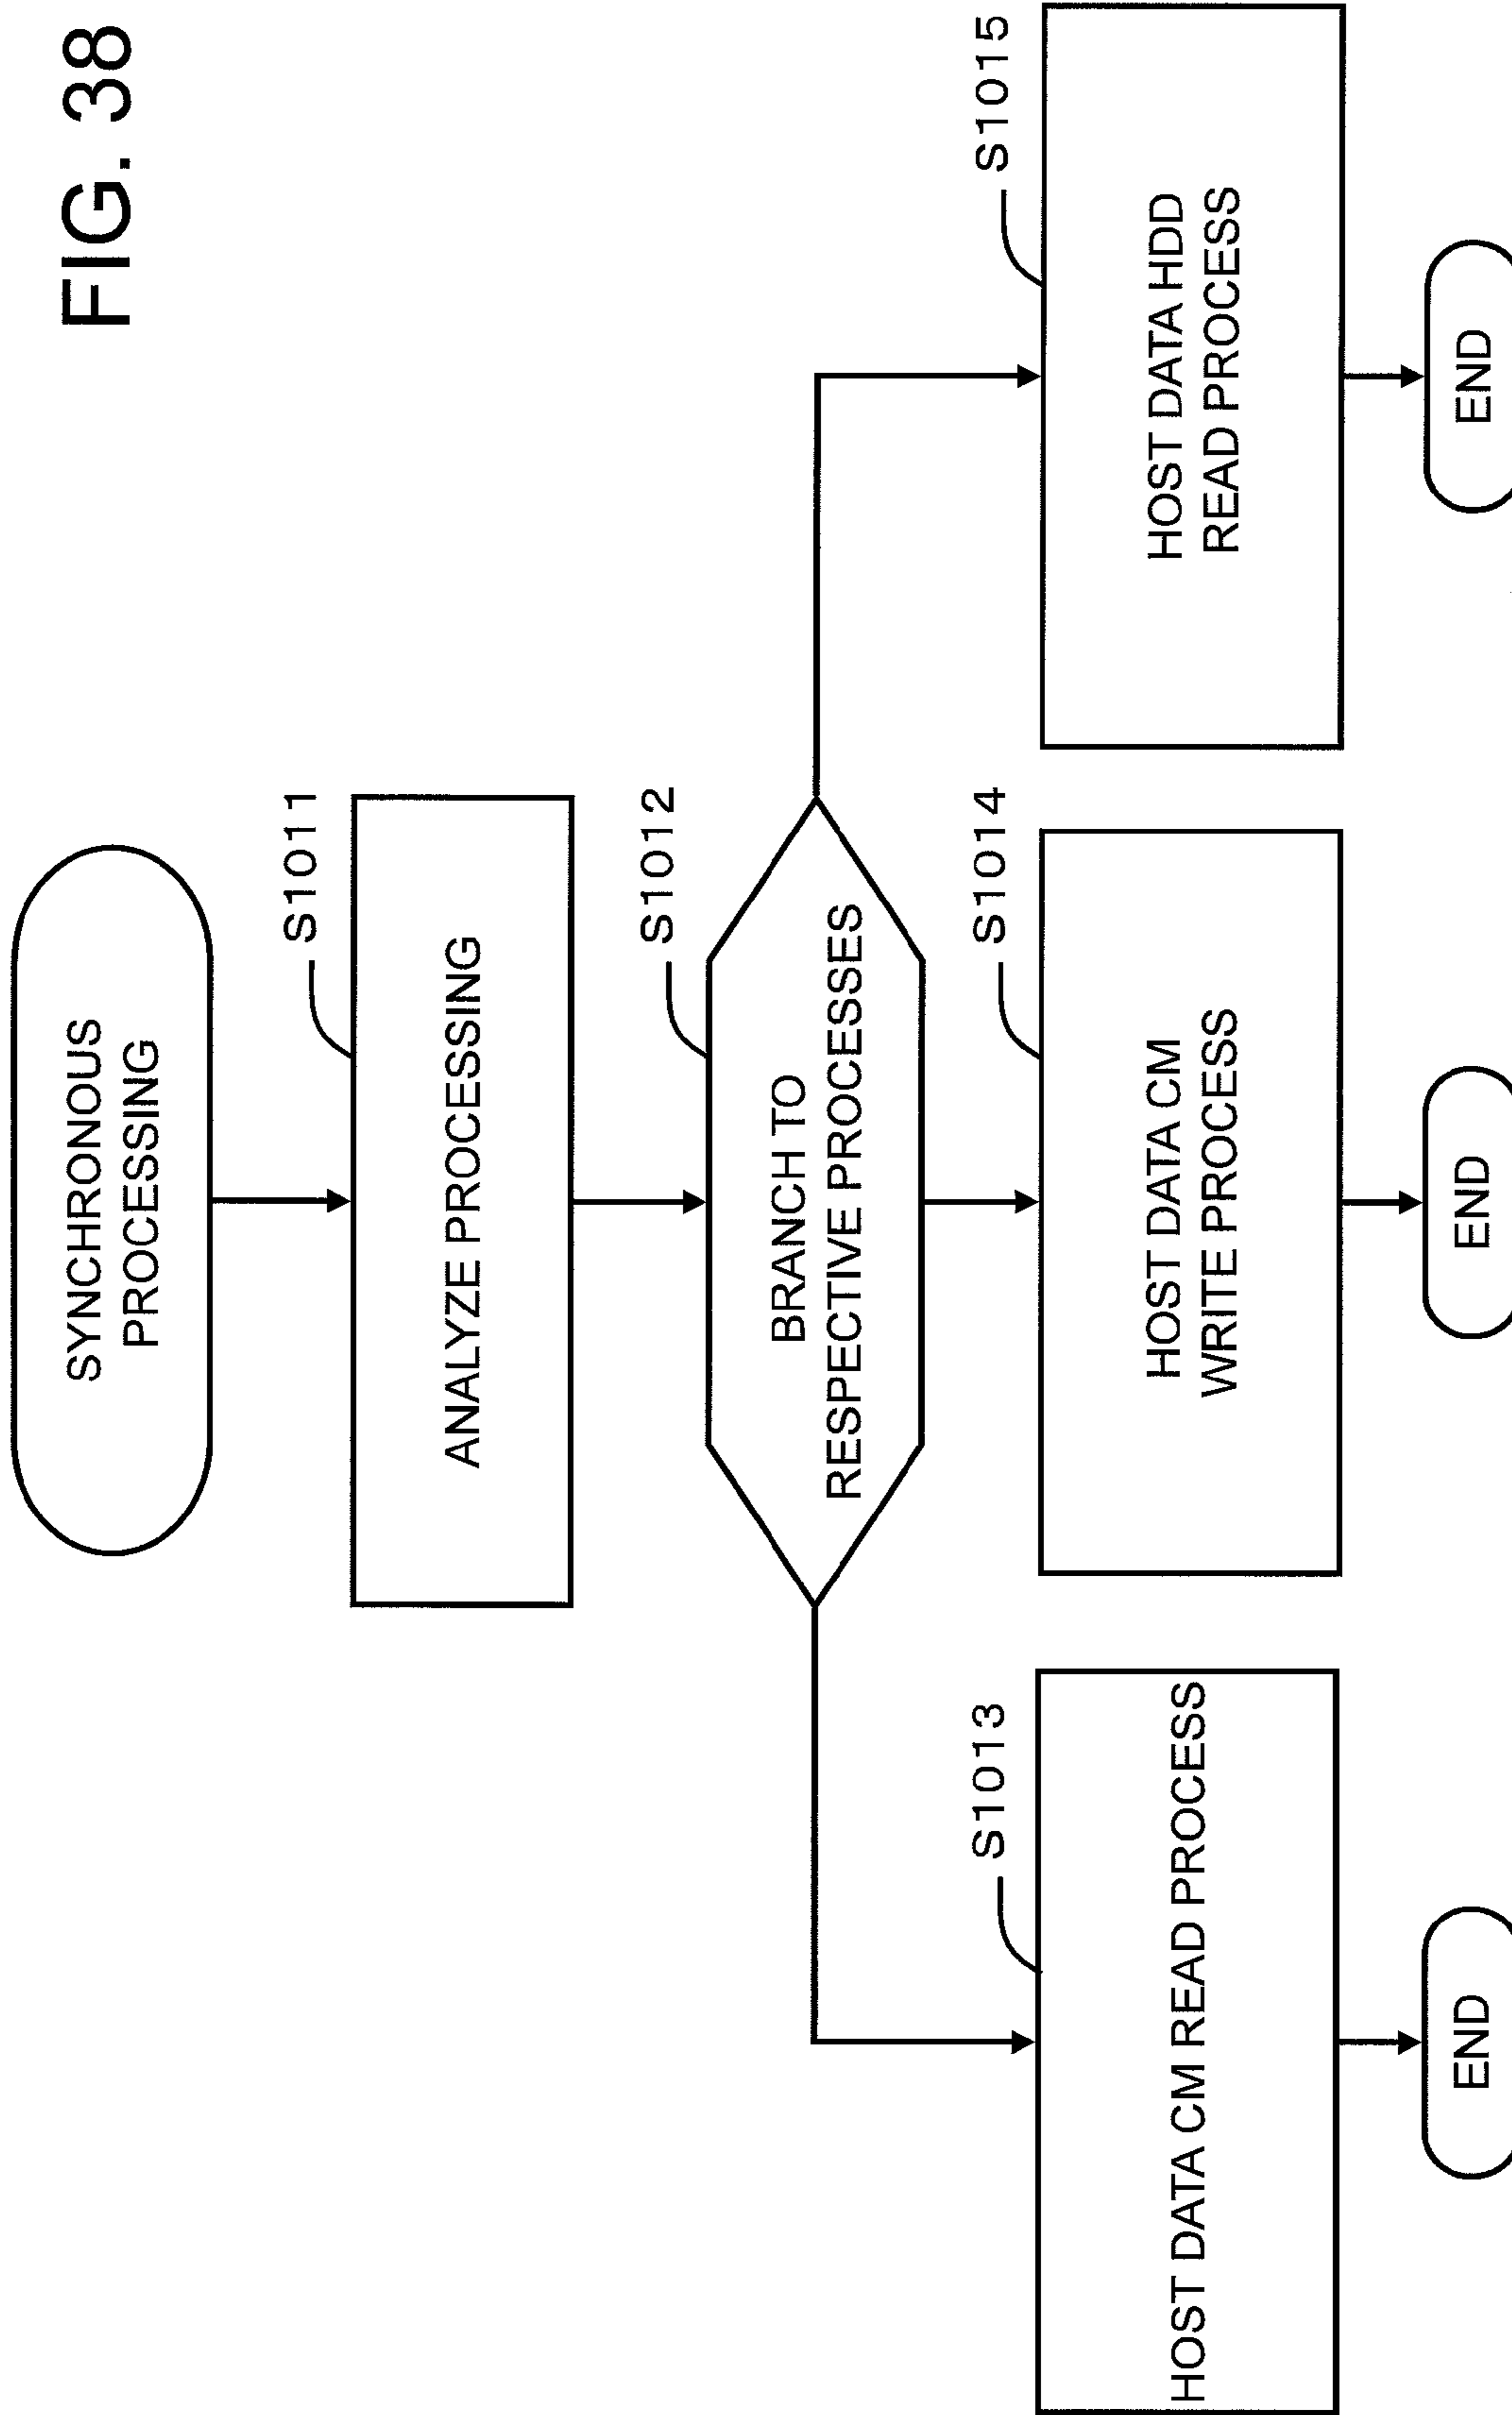 FIG. 38
SYNCHRONOUS
PROCESSING
S1011
ANALYZE PROCESSING
S1012
BRANCH TO
RESPECTIVE PROCESSES
S1013
HOST DATA CM READ PROCESS
S1014
HOST DATA CM
WRITE PROCESS
S1015
HOST DATA HDD
READ PROCESS
END
END
END